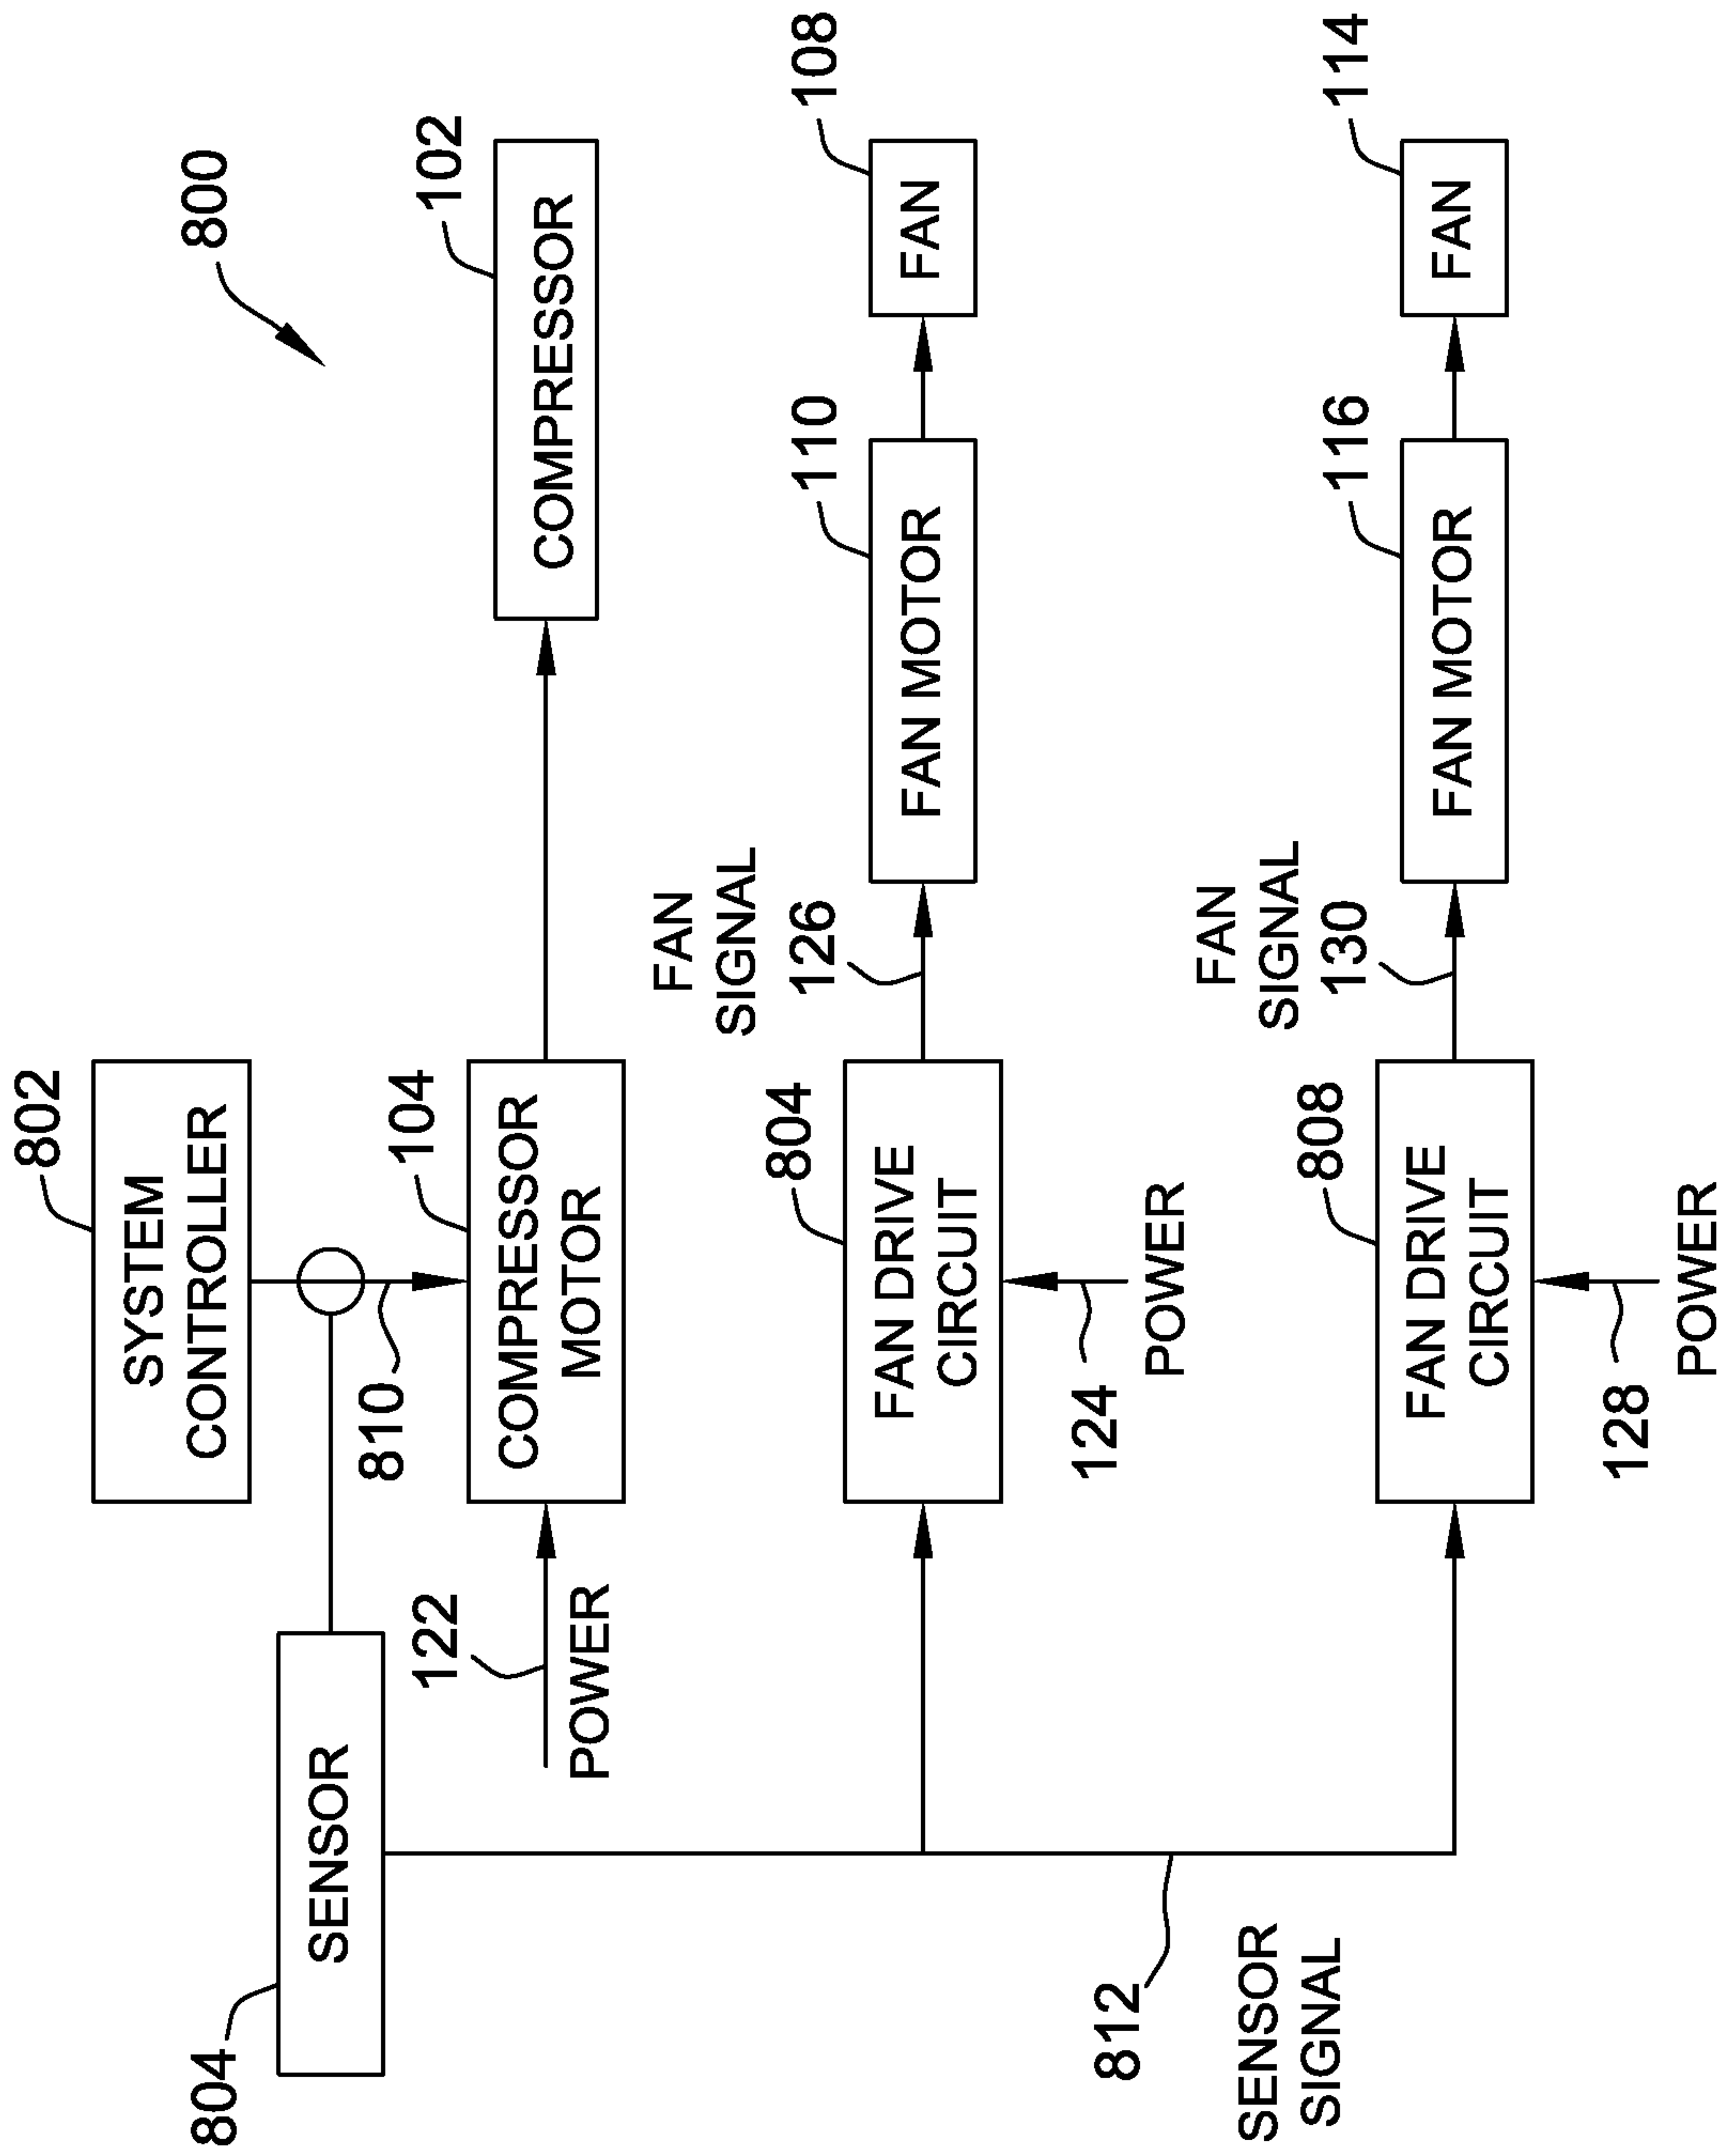 800
802
SYSTEM
CONTROLLER
804
SENSOR
810
104
COMPRESSOR
MOTOR
102
COMPRESSOR
122
POWER
FAN
SIGNAL
126
804
FAN DRIVE
CIRCUIT
110
FAN MOTOR
108
FAN
124
POWER
812
SENSOR
SIGNAL
FAN
SIGNAL
130
808
FAN DRIVE
CIRCUIT
116
FAN MOTOR
114
FAN
128
POWER